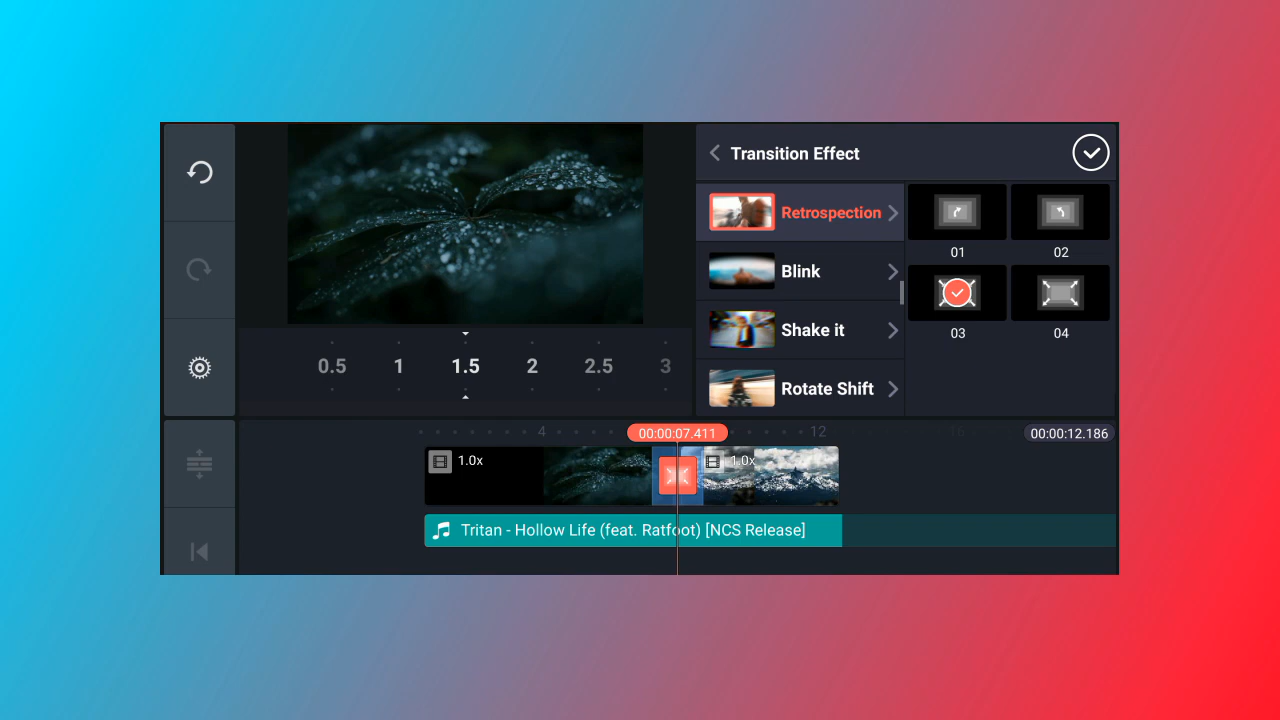 Transition Effect
Retrospection
Blink
Shake it
Rotate Shift
01
02
03
04
0.5
1
1.5
2
2.5
3
4
00:00:07.411
12
16
00:00:12.186
1.0x
1.0x
Tritan - Hollow Life (feat. Ratfoot) [NCS Release]